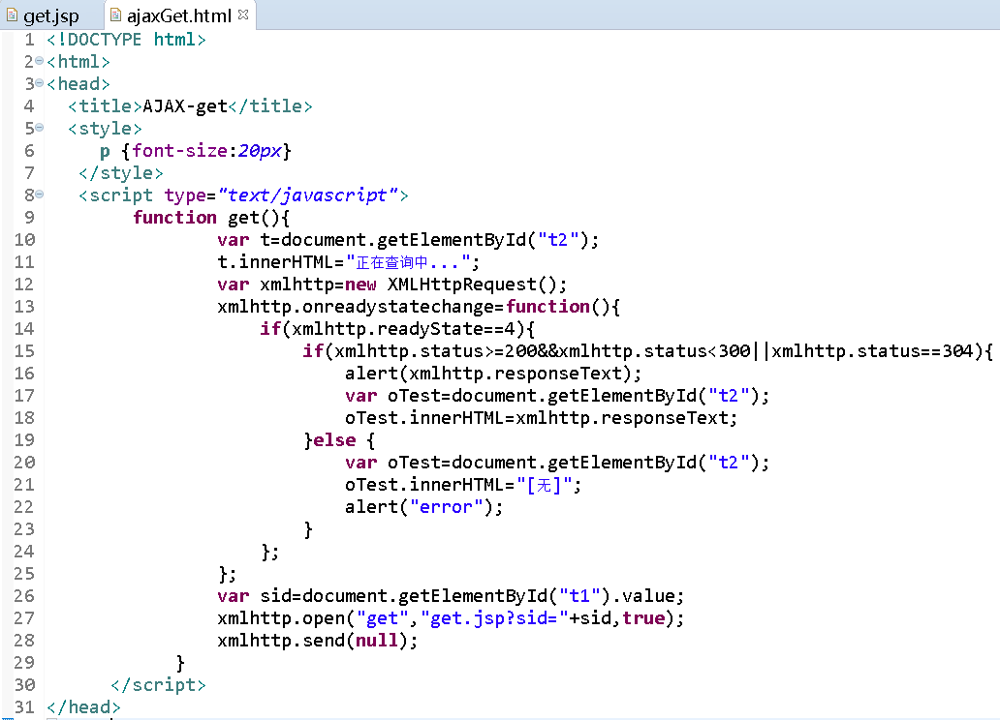 get.jsp ajaxGet.html
1 <!DOCTYPE html>
2 <html>
3 <head>
4 <title>AJAX-get</title>
5 <style>
6 p {font-size:20px}
7 </style>
8 <script type="text/javascript">
9 function get(){
10 var t=document.getElementById("t2");
11 t.innerHTML="正在查询中...";
12 var xmlhttp=new XMLHttpRequest();
13 xmlhttp.onreadystatechange=function(){
14 if(xmlhttp.readyState==4){
15 if(xmlhttp.status>=200&&xmlhttp.status<300||xmlhttp.status==304){
16 alert(xmlhttp.responseText);
17 var oTest=document.getElementById("t2");
18 oTest.innerHTML=xmlhttp.responseText;
19 }else {
20 var oTest=document.getElementById("t2");
21 oTest.innerHTML="[无]";
22 alert("error");
23 }
24 };
25 };
26 var sid=document.getElementById("t1").value;
27 xmlhttp.open("get","get.jsp?sid="+sid,true);
28 xmlhttp.send(null);
29 }
30 </script>
31 </head>